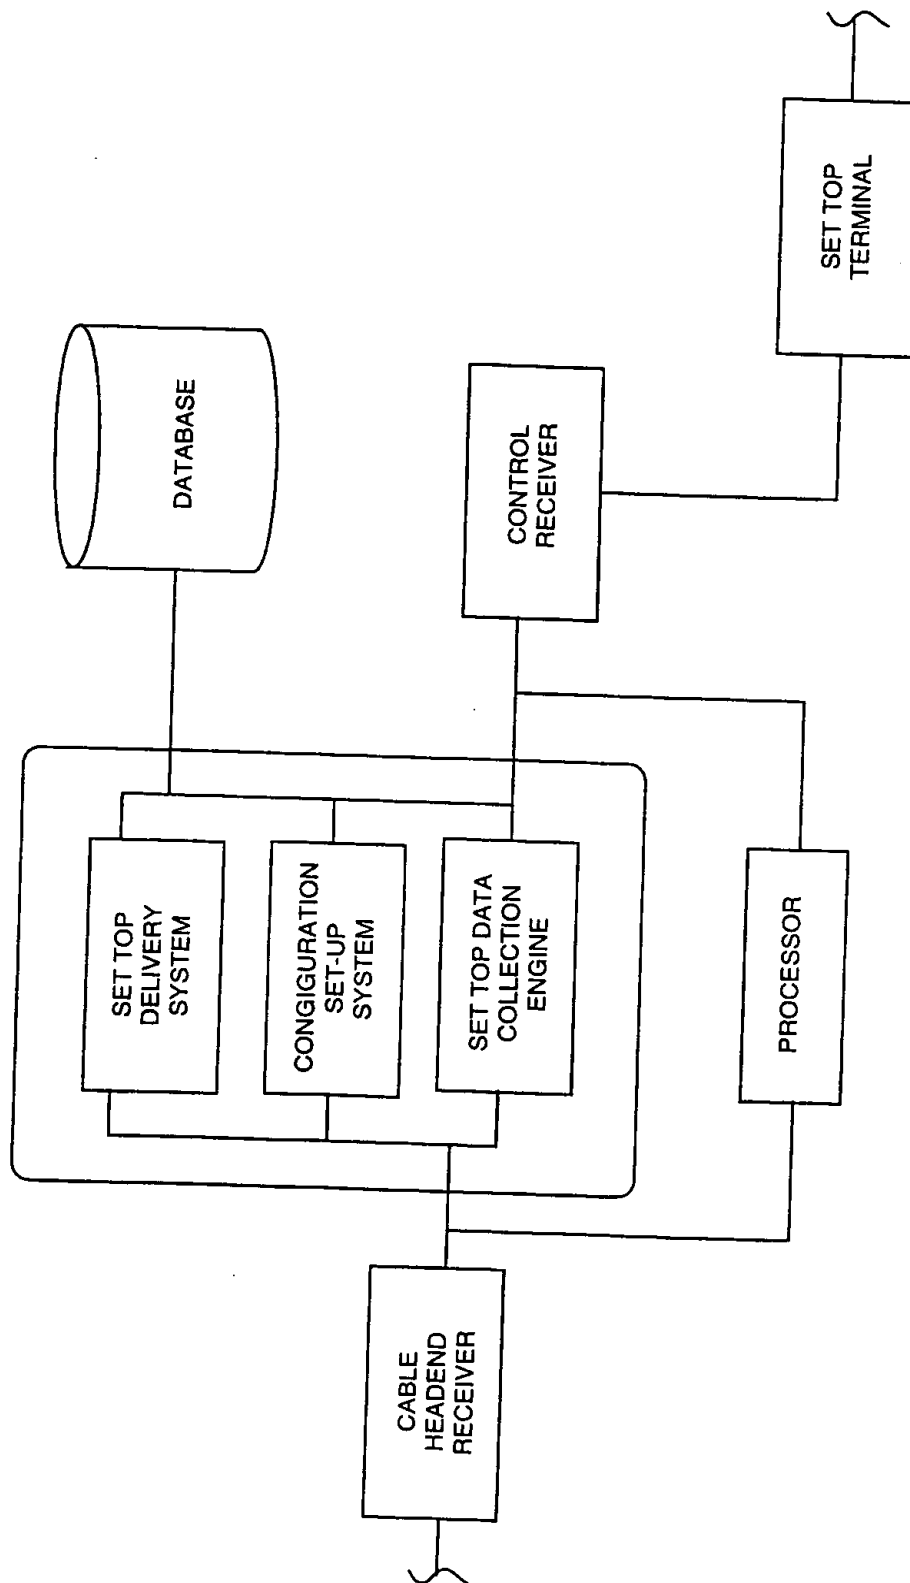 CABLE
HEADEND
RECEIVER
SET TOP
DELIVERY
SYSTEM
CONGIGURATION
SET-UP
SYSTEM
SET TOP DATA
COLLECTION
ENGINE
PROCESSOR
DATABASE
CONTROL
RECEIVER
SET TOP
TERMINAL